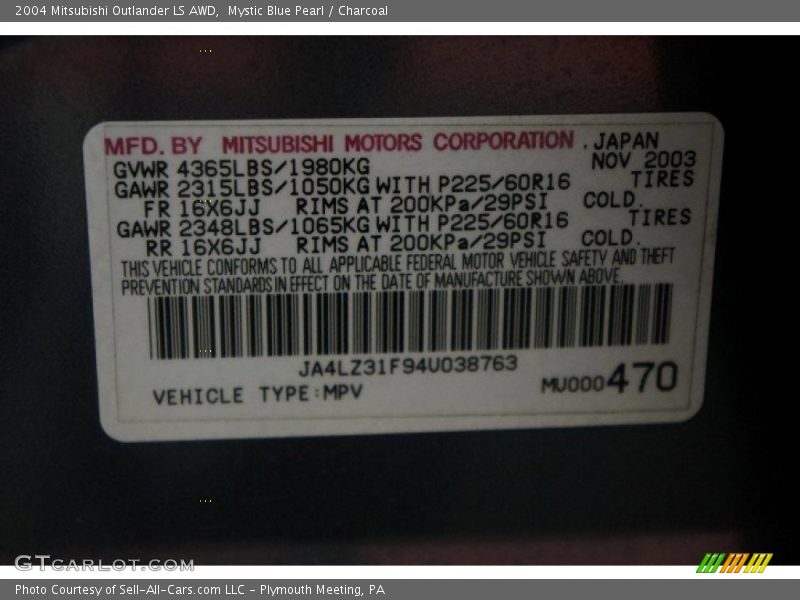 2004 Mitsubishi Outlander LS AWD,  Mystic Blue Pearl / Charcoal
MFD. BY MITSUBISHI MOTORS CORPORATION . JAPAN
GVWR 4365LBS/1980KG NOV 2003
GAWR 2315LBS/1050KG WITH P225/60R16 TIRES
FR 16X6JJ RIMS AT 200KPa/29PSI COLD.
GAWR 2348LBS/1065KG WITH P225/60R16 TIRES
RR 16X6JJ RIMS AT 200KPa/29PSI COLD.
THIS VEHICLE CONFORMS TO ALL APPLICABLE FEDERAL MOTOR VEHICLE SAFETY AND THEFT
PREVENTION STANDARDS IN EFFECT ON THE DATE OF MANUFACTURE SHOWN ABOVE.
JA4LZ31F94U038763
VEHICLE TYPE:MPV MU000470
GTCARLOT.COM
Photo Courtesy of Sell-All-Cars.com LLC - Plymouth Meeting, PA